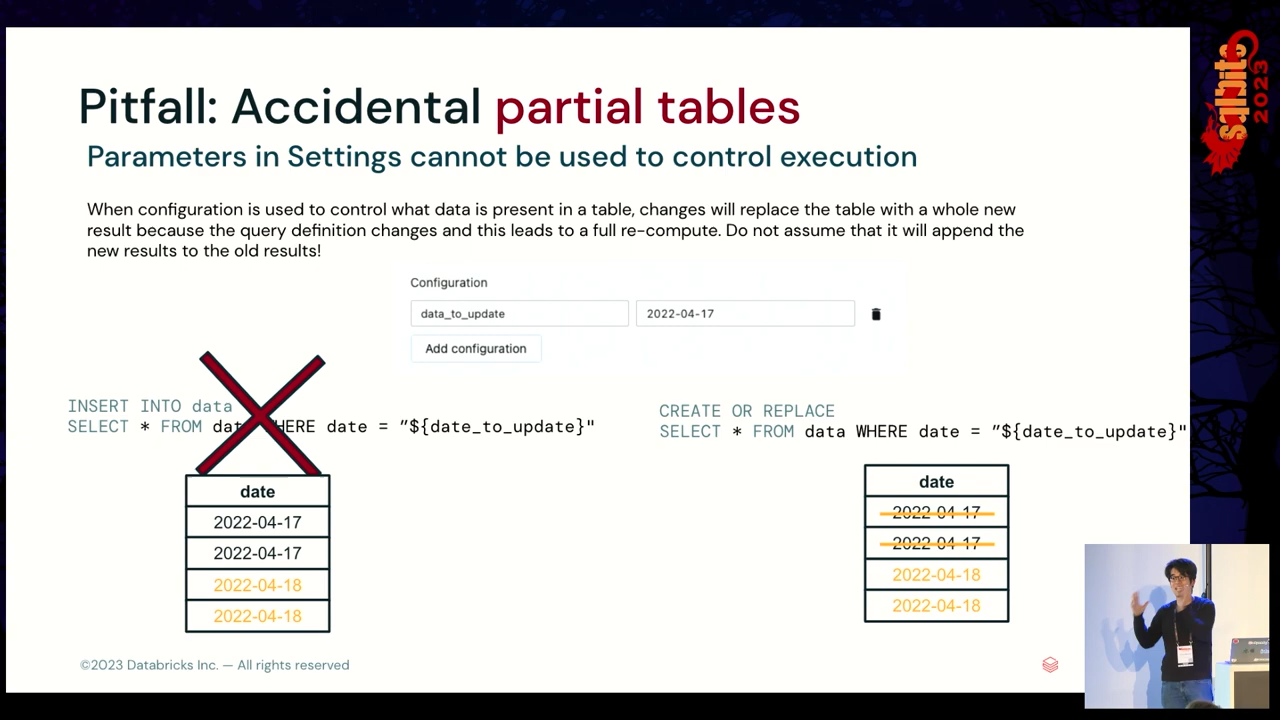 Pitfall: Accidental partial tables
Parameters in Settings cannot be used to control execution
When configuration is used to control what data is present in a table, changes will replace the table with a whole new
result because the query definition changes and this leads to a full re-compute. Do not assume that it will append the
new results to the old results!
Configuration
data_to_update 2022-04-17
Add configuration
INSERT INTO data
SELECT * FROM WHERE date = ”${date_to_update}"
date
2022-04-17
2022-04-17
2022-04-18
2022-04-18
CREATE OR REPLACE
SELECT * FROM data WHERE date = ”${date_to_update}"
date
2022-04-17
2022-04-17
2022-04-18
2022-04-18
©2023 Databricks Inc. — All rights reserved
sqlbits
2023